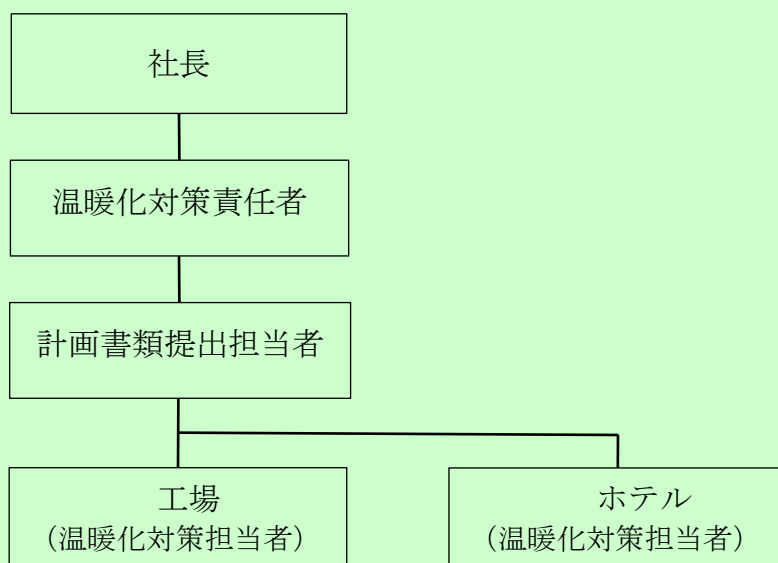 社長
温暖化対策責任者
計画書類提出担当者
工場
（温暖化対策担当者）
ホテル
（温暖化対策担当者）